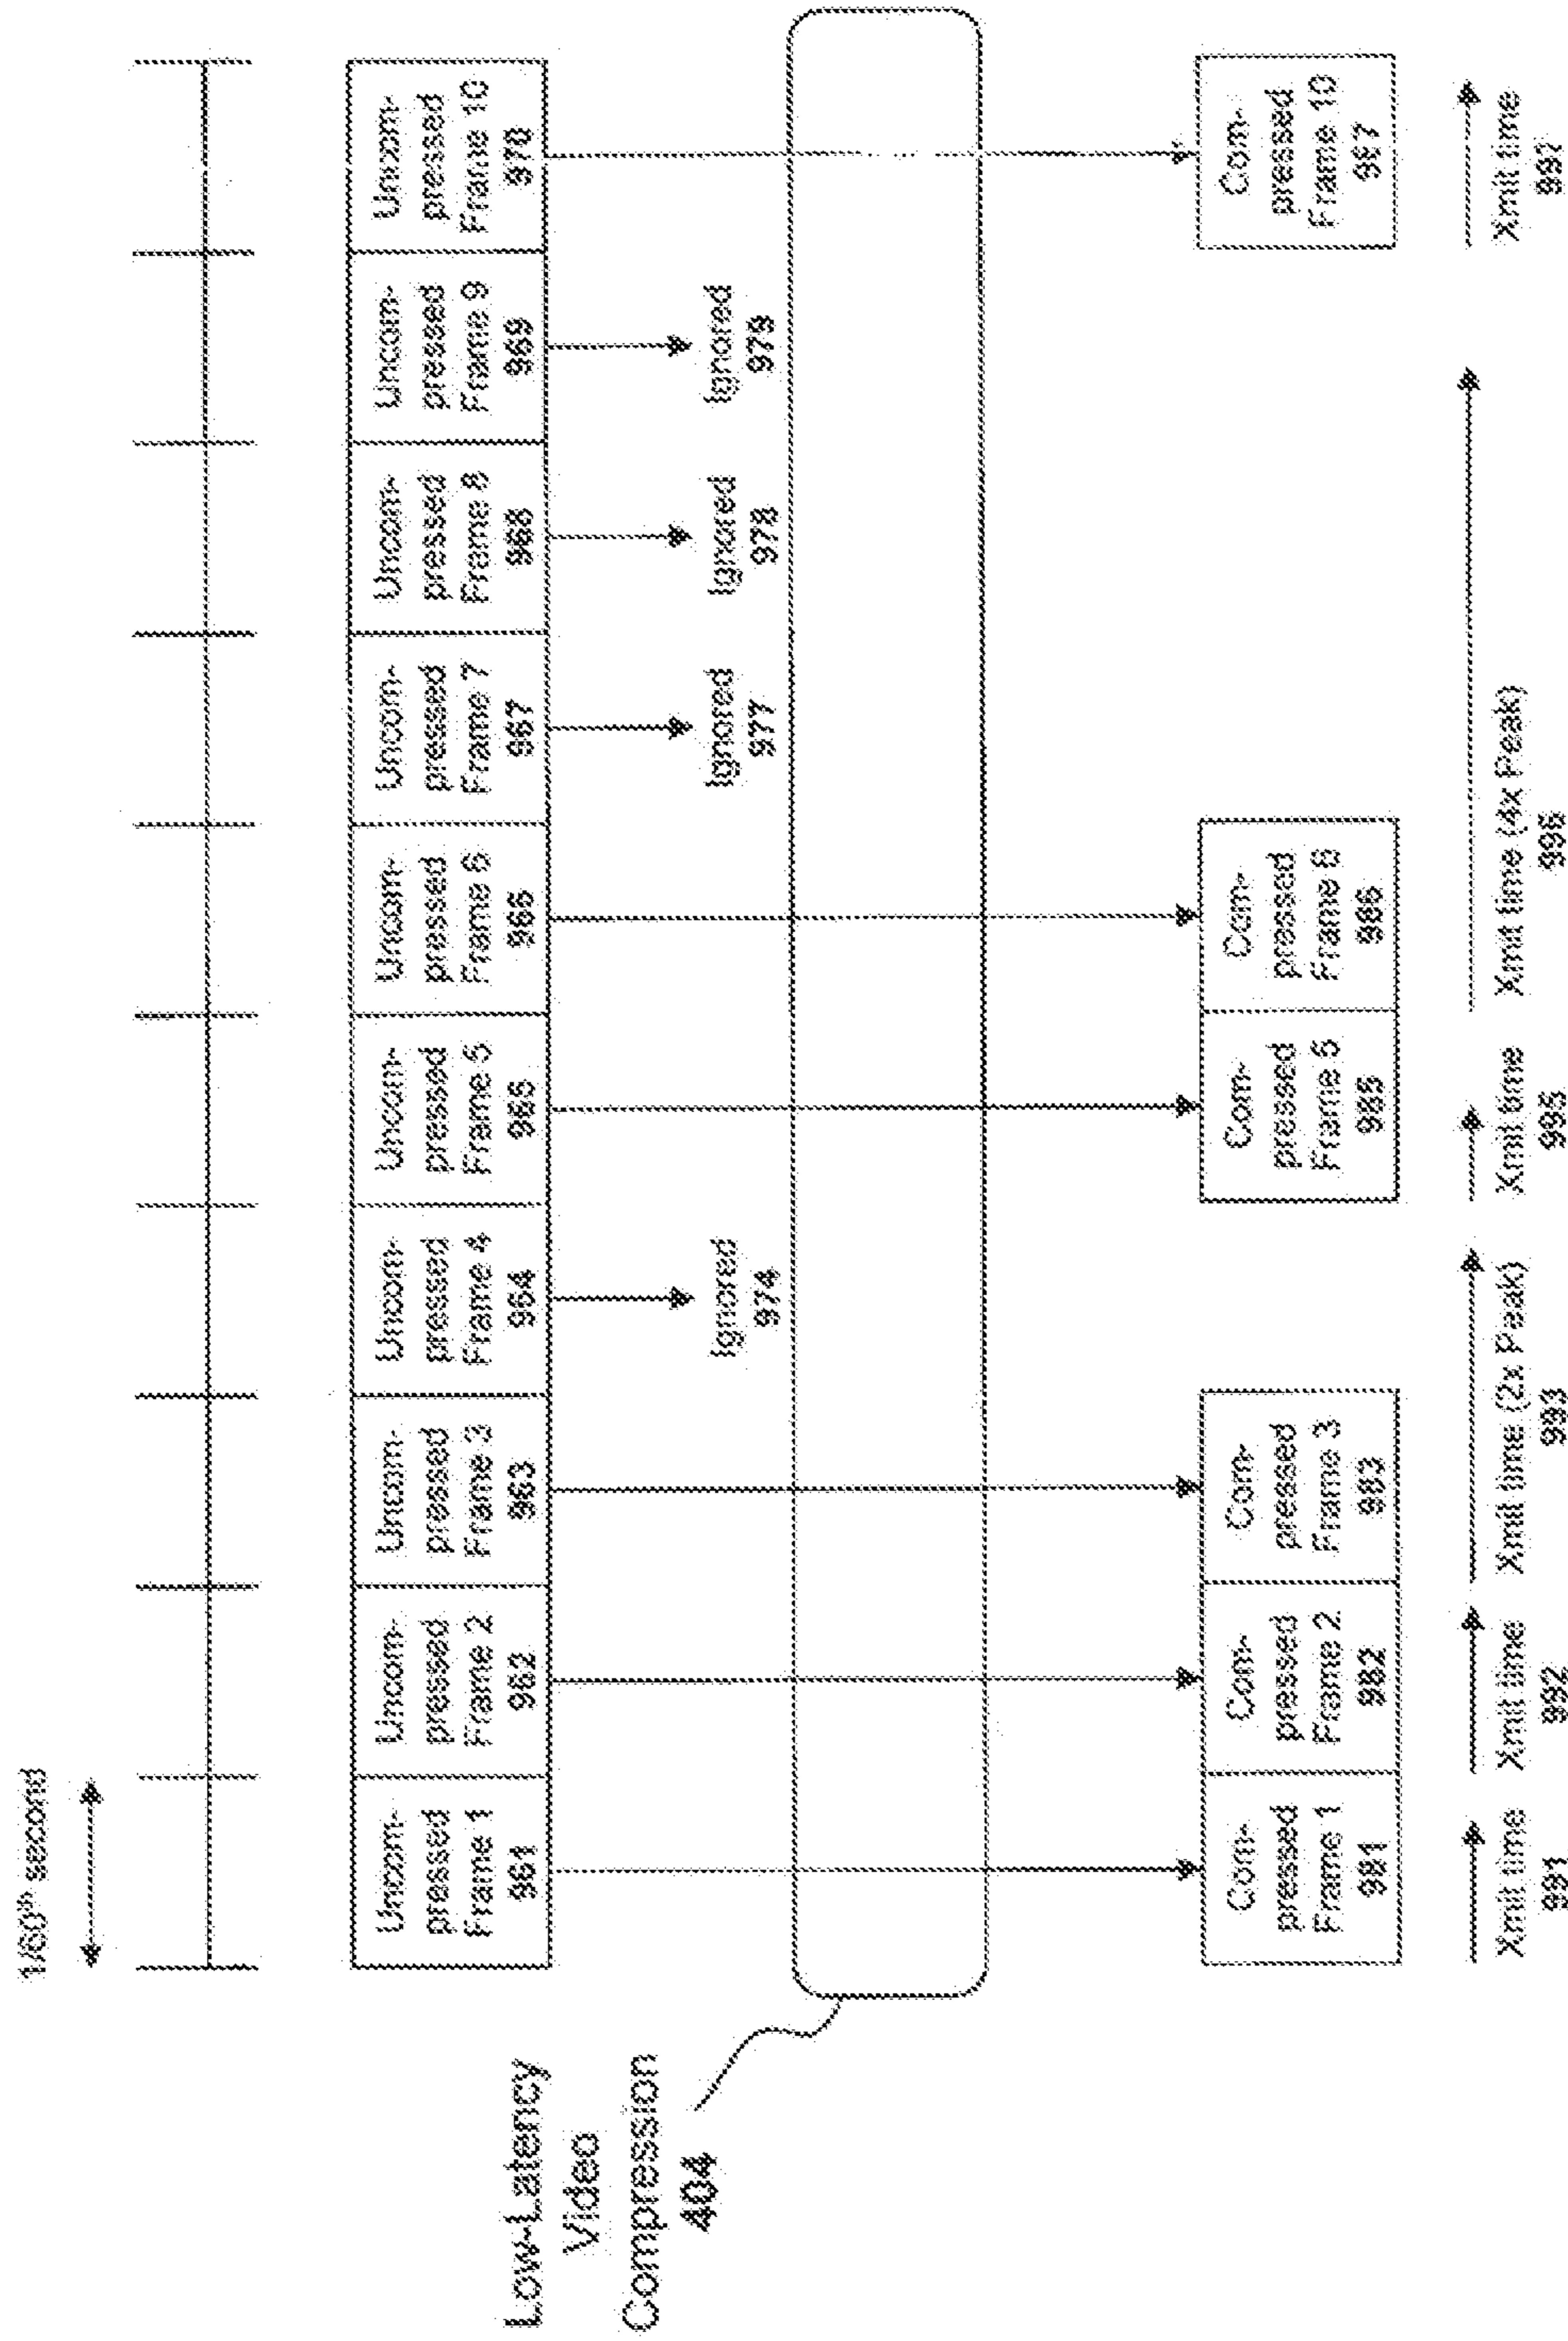 1/60th second
Uncom-
pressed
Frame 1
961
Uncom-
pressed
Frame 2
962
Uncom-
pressed
Frame 3
963
Uncom-
pressed
Frame 4
964
Uncom-
pressed
Frame 5
965
Uncom-
pressed
Frame 6
966
Uncom-
pressed
Frame 7
967
Uncom-
pressed
Frame 8
968
Uncom-
pressed
Frame 9
969
Uncom-
pressed
Frame 10
970
Ignored
974
Ignored
977
Ignored
978
Ignored
979
Low-Latency
Video
Compression
404
Com-
pressed
Frame 1
981
Com-
pressed
Frame 2
982
Com-
pressed
Frame 3
983
Com-
pressed
Frame 5
985
Com-
pressed
Frame 6
986
Com-
pressed
Frame 10
987
Xmit time
991
Xmit time
992
Xmit time (2x Peak)
993
Xmit time
995
Xmit time (4x Peak)
996
Xmit time
997